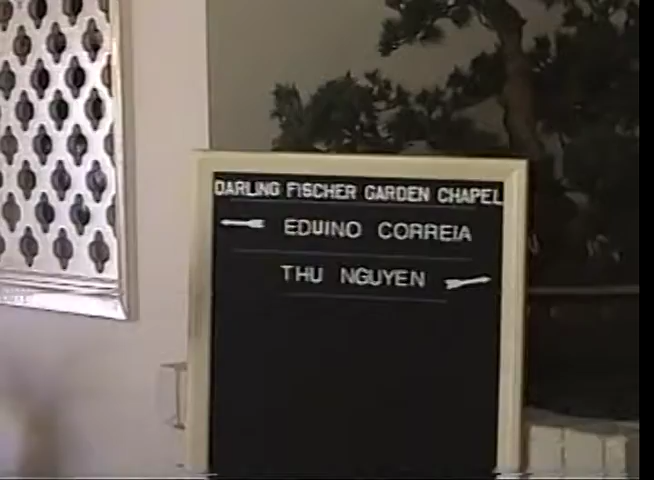 DARLING FISCHER GARDEN CHAPEL
EDUINO CORREIA
THU NGUYEN